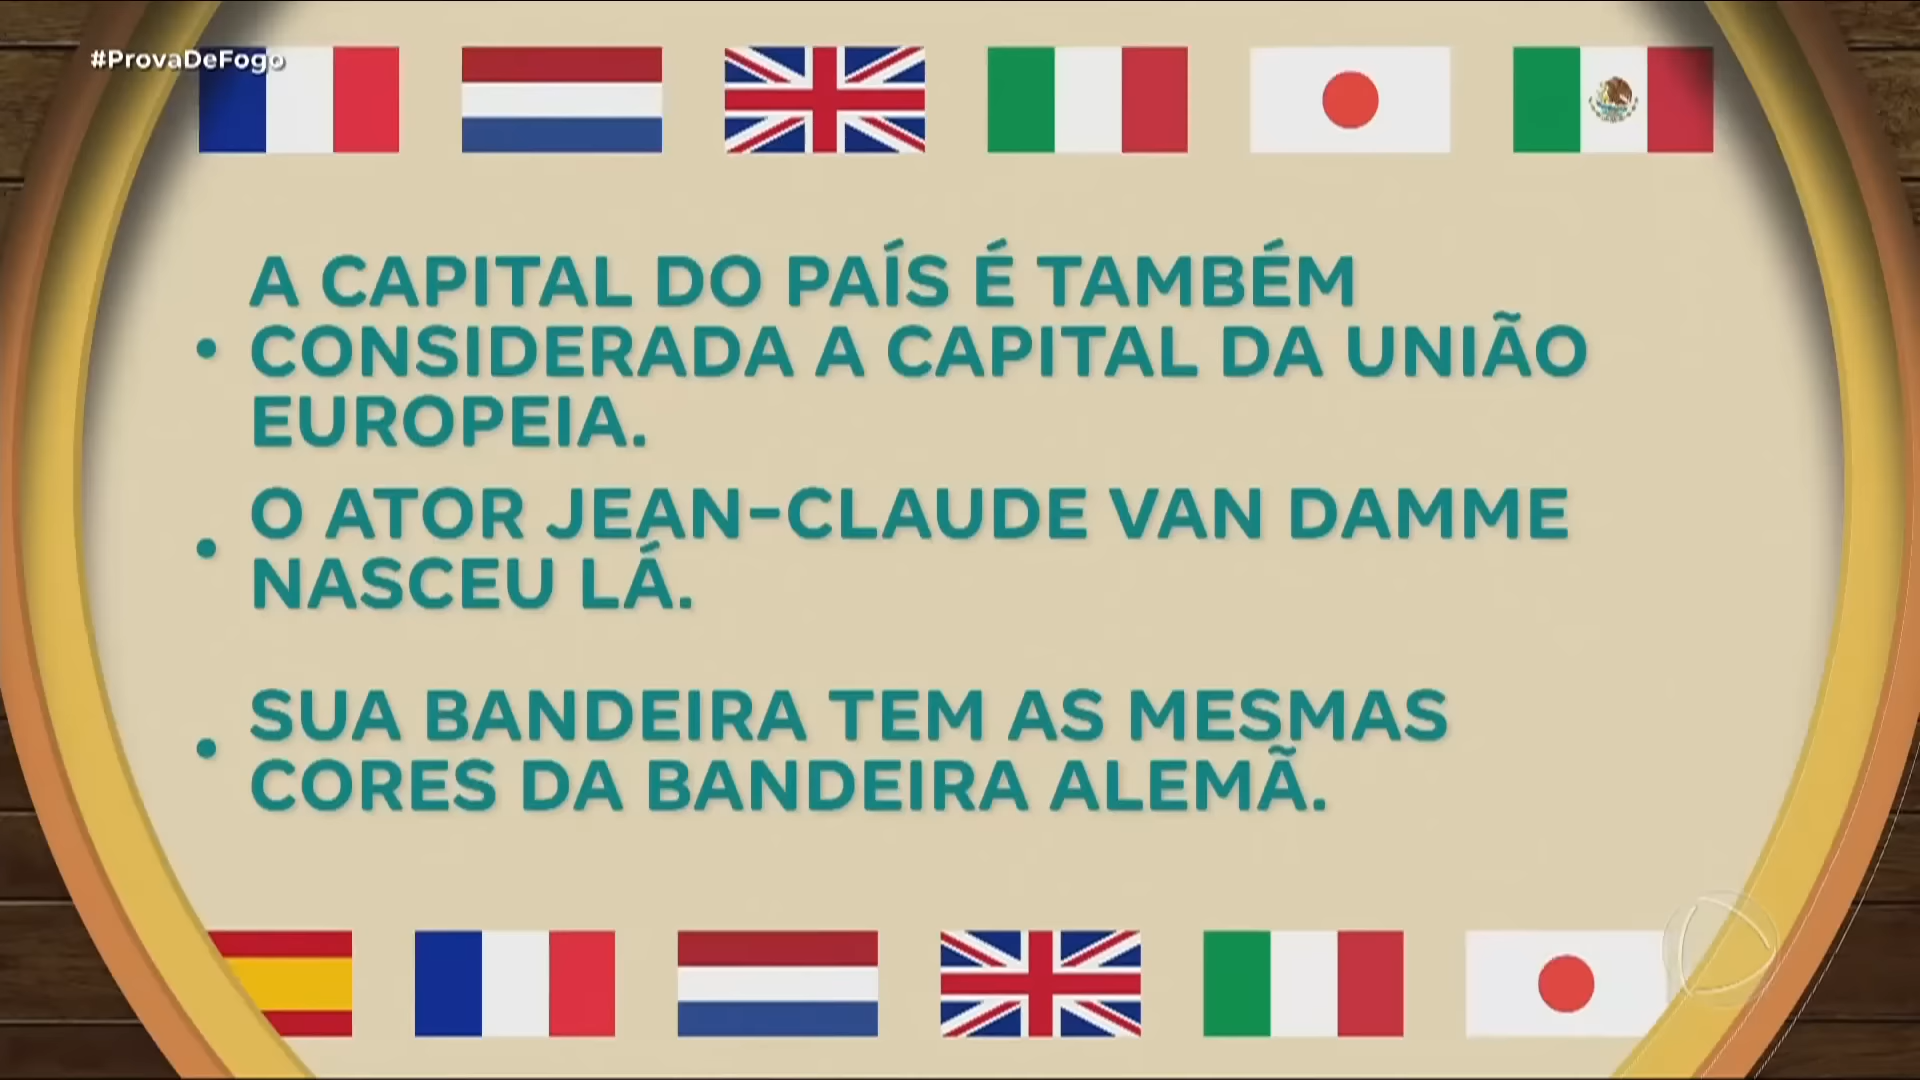 #ProvaDeFogo
A CAPITAL DO PAÍS É TAMBÉM
• CONSIDERADA A CAPITAL DA UNIÃO
EUROPEIA.
• O ATOR JEAN-CLAUDE VAN DAMME
NASCEU LÁ.
• SUA BANDEIRA TEM AS MESMAS
CORES DA BANDEIRA ALEMÃ.